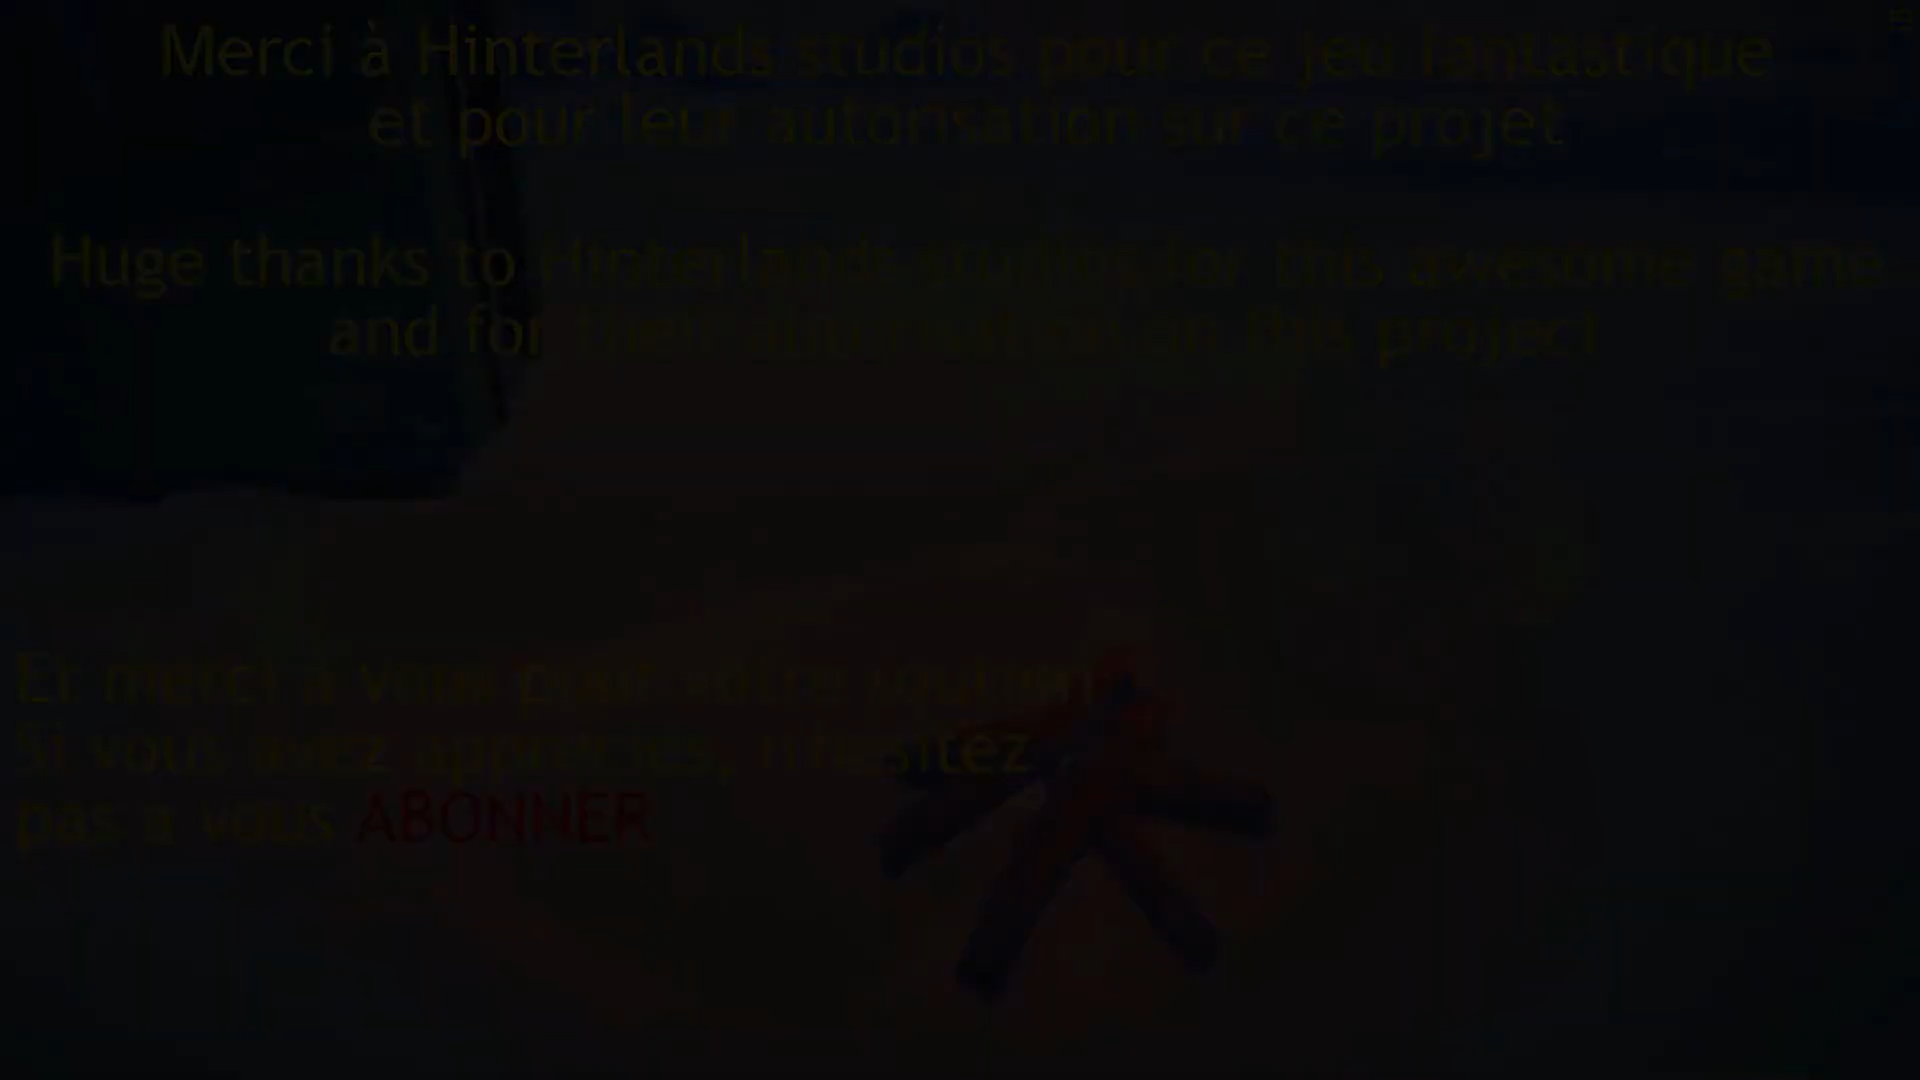 Merci à Hinterlands studios pour ce jeu fantastique
et pour leur autorisation sur ce projet
Huge thanks to Hinterlands studios for this awesome game
and for their autorisation on this project
Et merci à vous pour votre soutien
Si vous avez appréciés, n'hésitez
pas à vous ABONNER